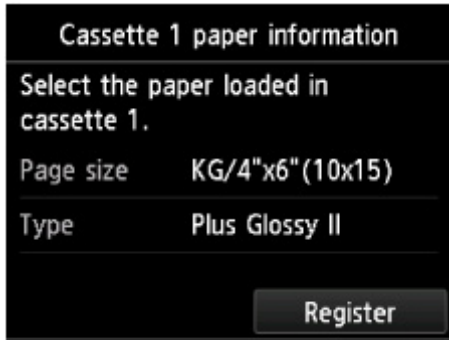 Cassette 1 paper information
Select the paper loaded in
cassette 1.
Page size KG/4"x6"(10x15)
Type Plus Glossy II
Register